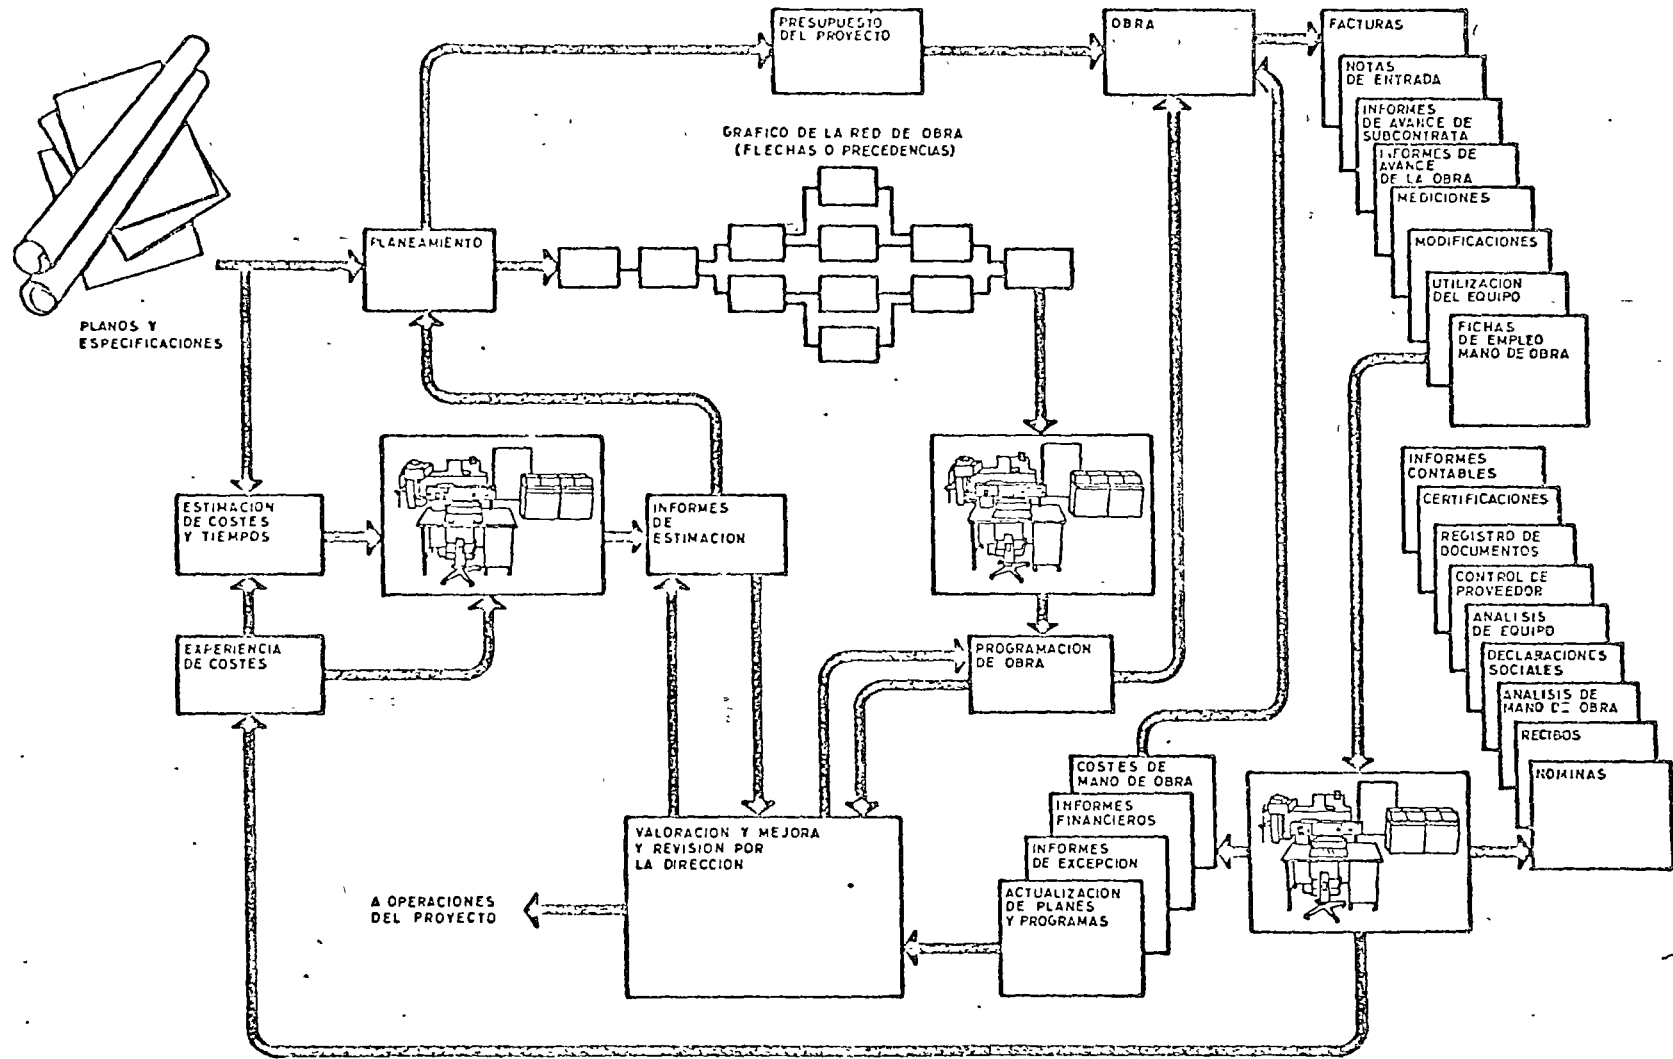 PRESUPUESTO
DEL PROYECTO
OBRA
FACTURAS
NOTAS
DE ENTRADA
INFORMES
DE AVANCE DE
SUBCONTRATA
INFORMES DE
AVANCE
DE LA OBRA
MEDICIONES
MODIFICACIONES
UTILIZACION
DEL EQUIPO
FICHAS
DE EMPLEO
MANO DE OBRA
GRAFICO DE LA RED DE OBRA
(FLECHAS O PRECEDENCIAS)
PLANEAMIENTO
PLANOS Y
ESPECIFICACIONES
ESTIMACION
DE COSTES
Y TIEMPOS
INFORMES
DE
ESTIMACION
EXPERIENCIA
DE COSTES
PROGRAMACION
DE OBRA
INFORMES
CONTABLES
CERTIFICACIONES
REGISTRO DE
DOCUMENTOS
CONTROL DE
PROVEEDOR
ANALISIS
DE EQUIPO
DECLARACIONES
SOCIALES
ANALISIS DE
MANO DE OBRA
RECIBOS
NOMINAS
COSTES DE
MANO DE OBRA
INFORMES
FINANCIEROS
INFORMES
DE EXCEPCION
ACTUALIZACION
DE PLANES
Y PROGRAMAS
VALORACION Y MEJORA
Y REVISION POR
LA DIRECCION
A OPERACIONES
DEL PROYECTO